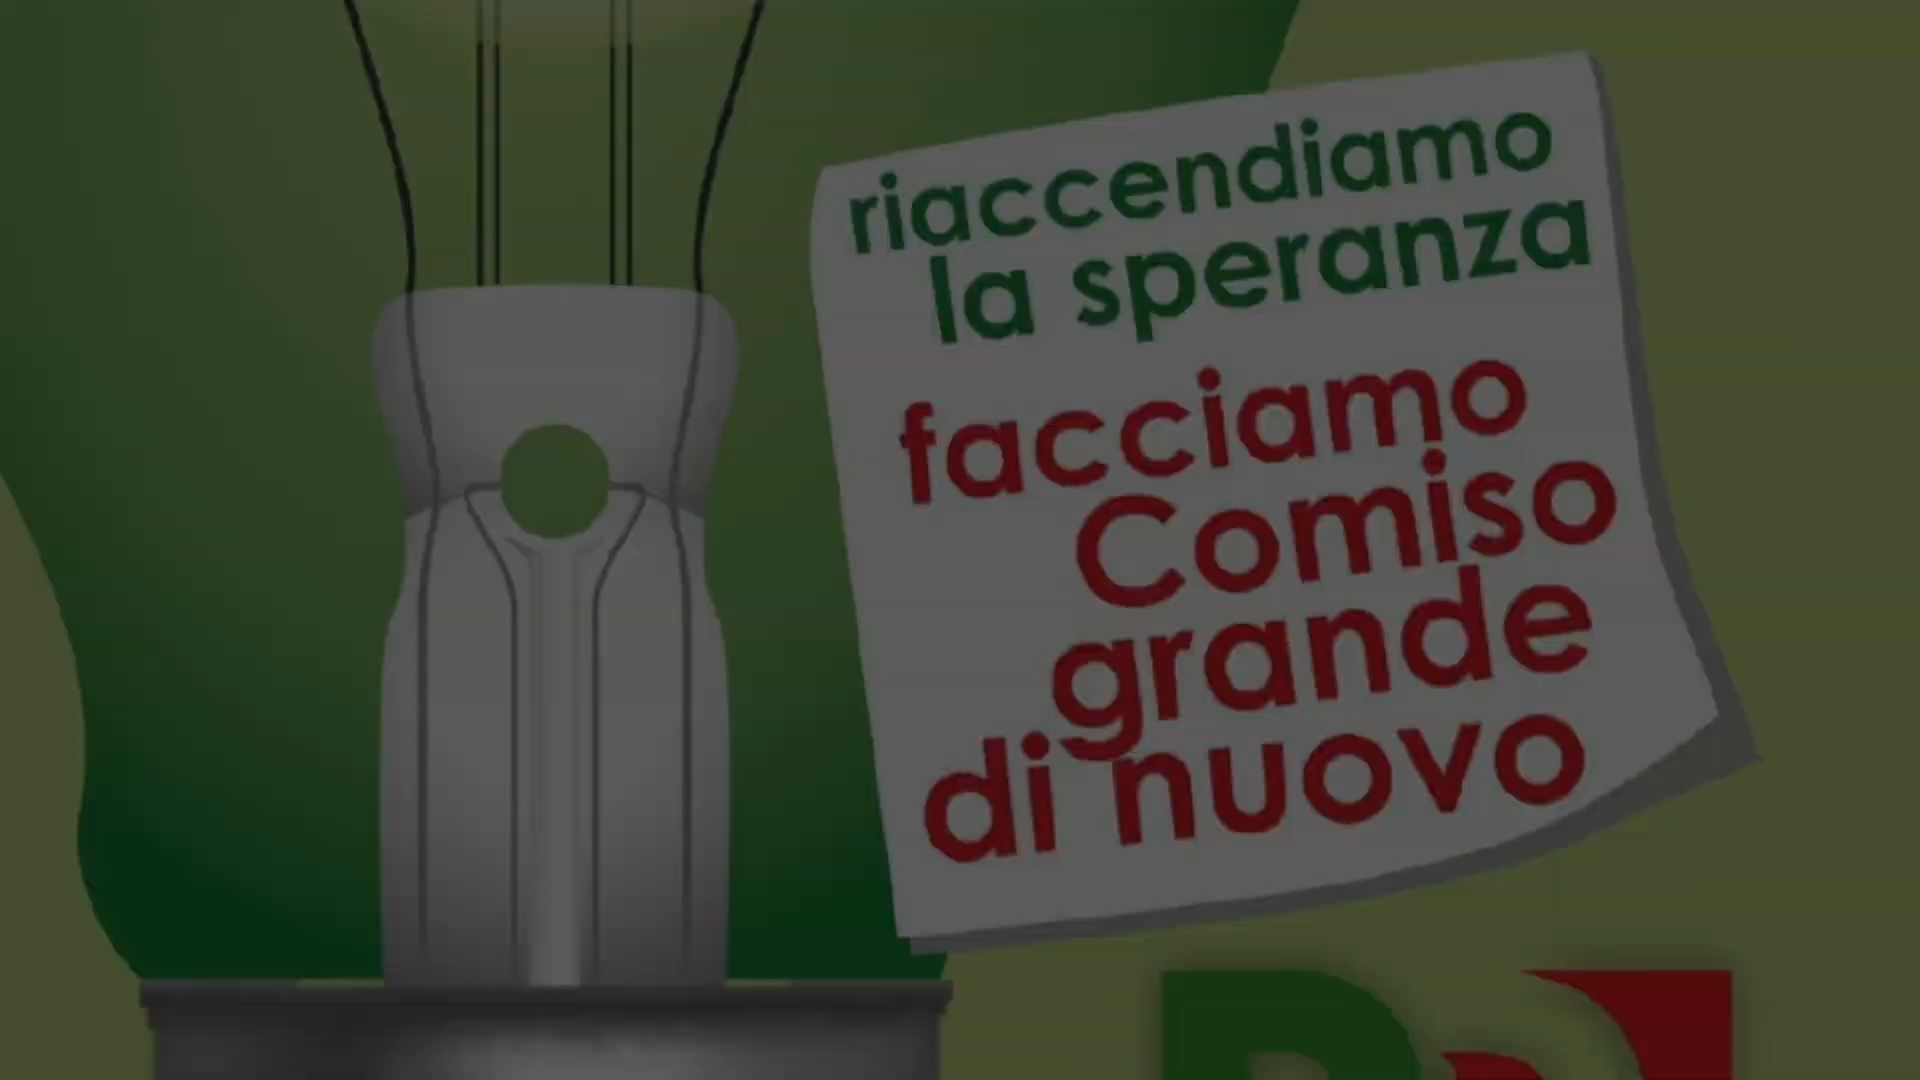 riaccendiamo
la speranza
facciamo
Comiso
grande
di nuovo